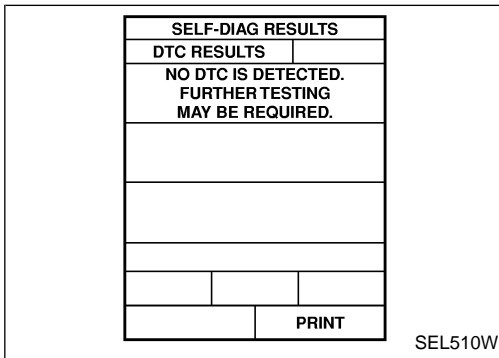 SELF-DIAG RESULTS
DTC RESULTS
NO DTC IS DETECTED.
FURTHER TESTING
MAY BE REQUIRED.
PRINT
SEL510W